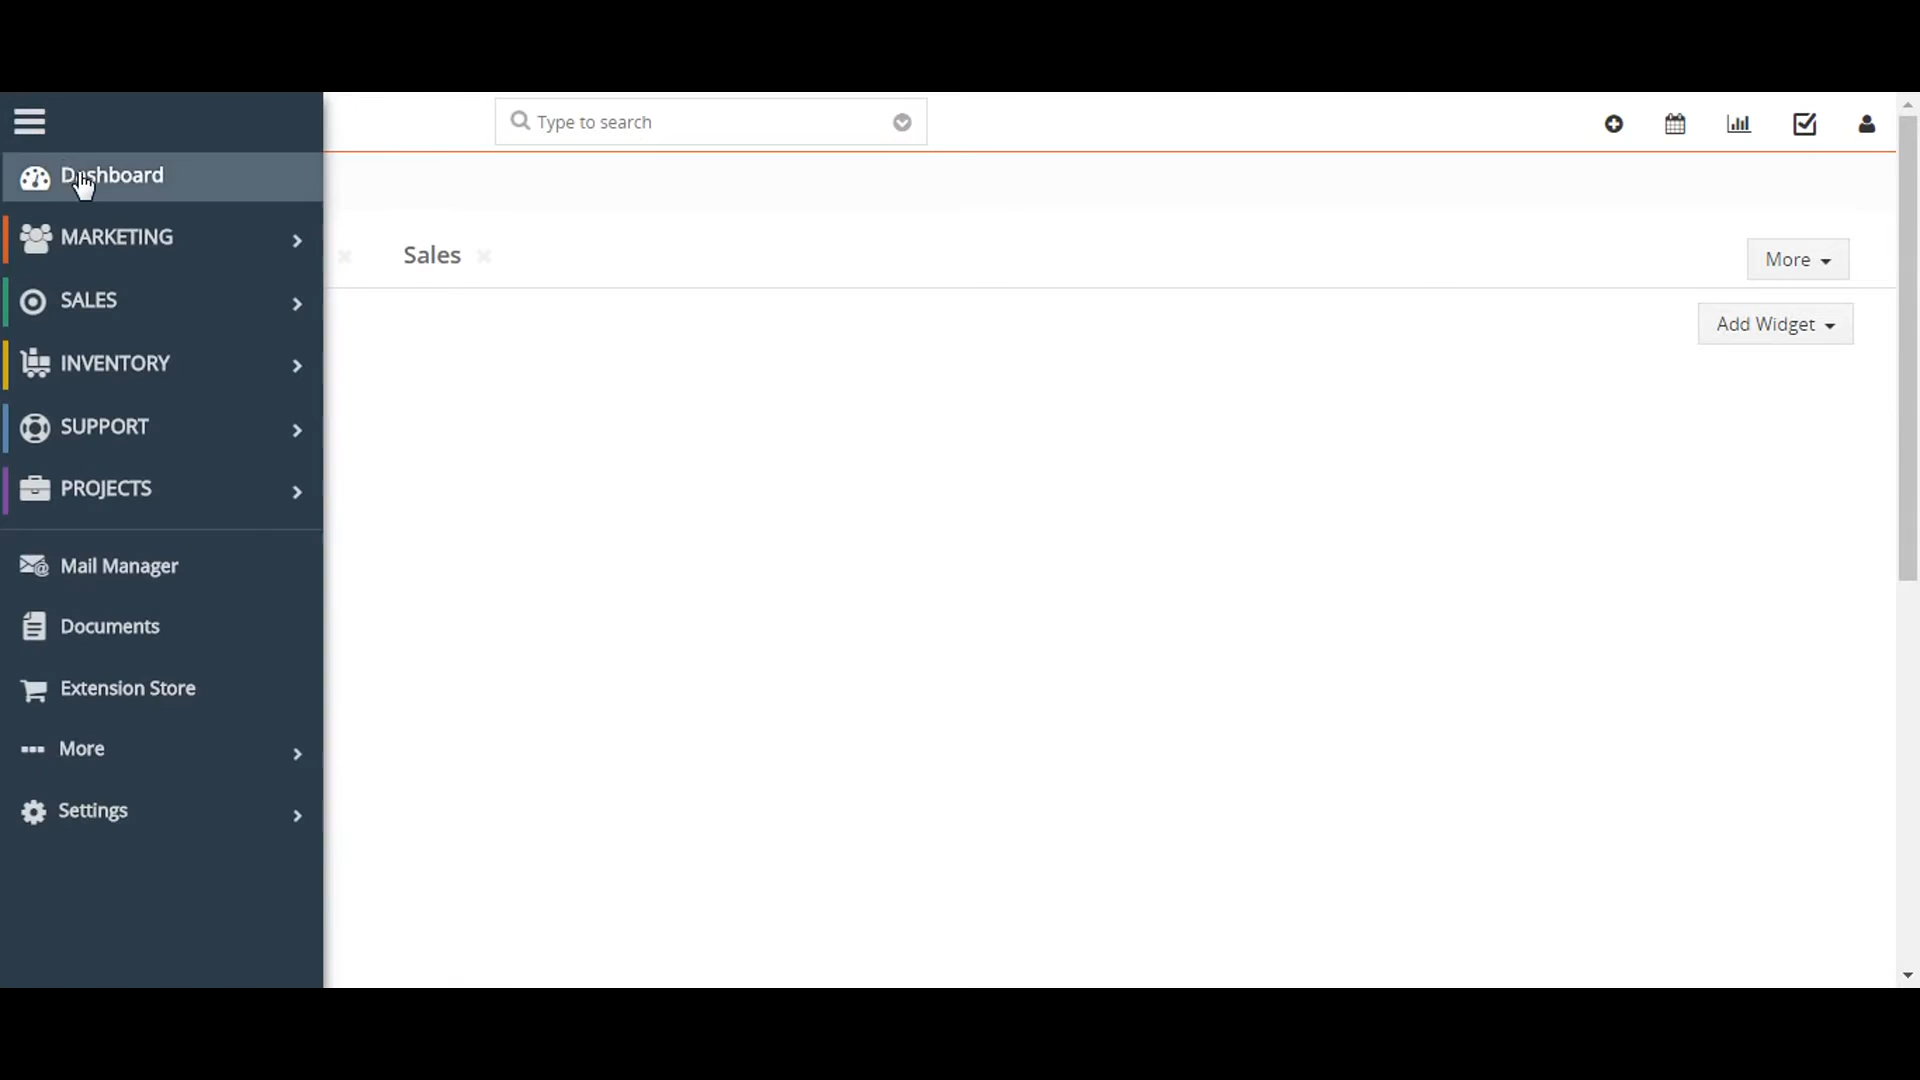 Type to search
Dashboard
MARKETING
SALES
INVENTORY
SUPPORT
PROJECTS
Mail Manager
Documents
Extension Store
More
Settings
Sales
More
Add Widget